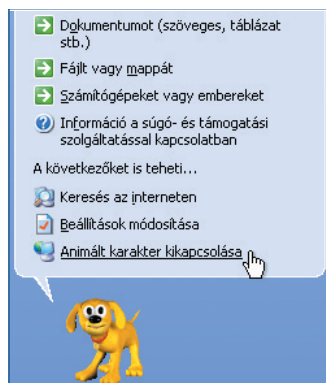 Dokumentumot (szöveges, táblázat
stb.)
Fájlt vagy mappát
Számítógépeket vagy embereket
Információ a súgó- és támogatási
szolgáltatással kapcsolatban
A következőket is teheti...
Keresés az interneten
Beállítások módosítása
Animált karakter kikapcsolása